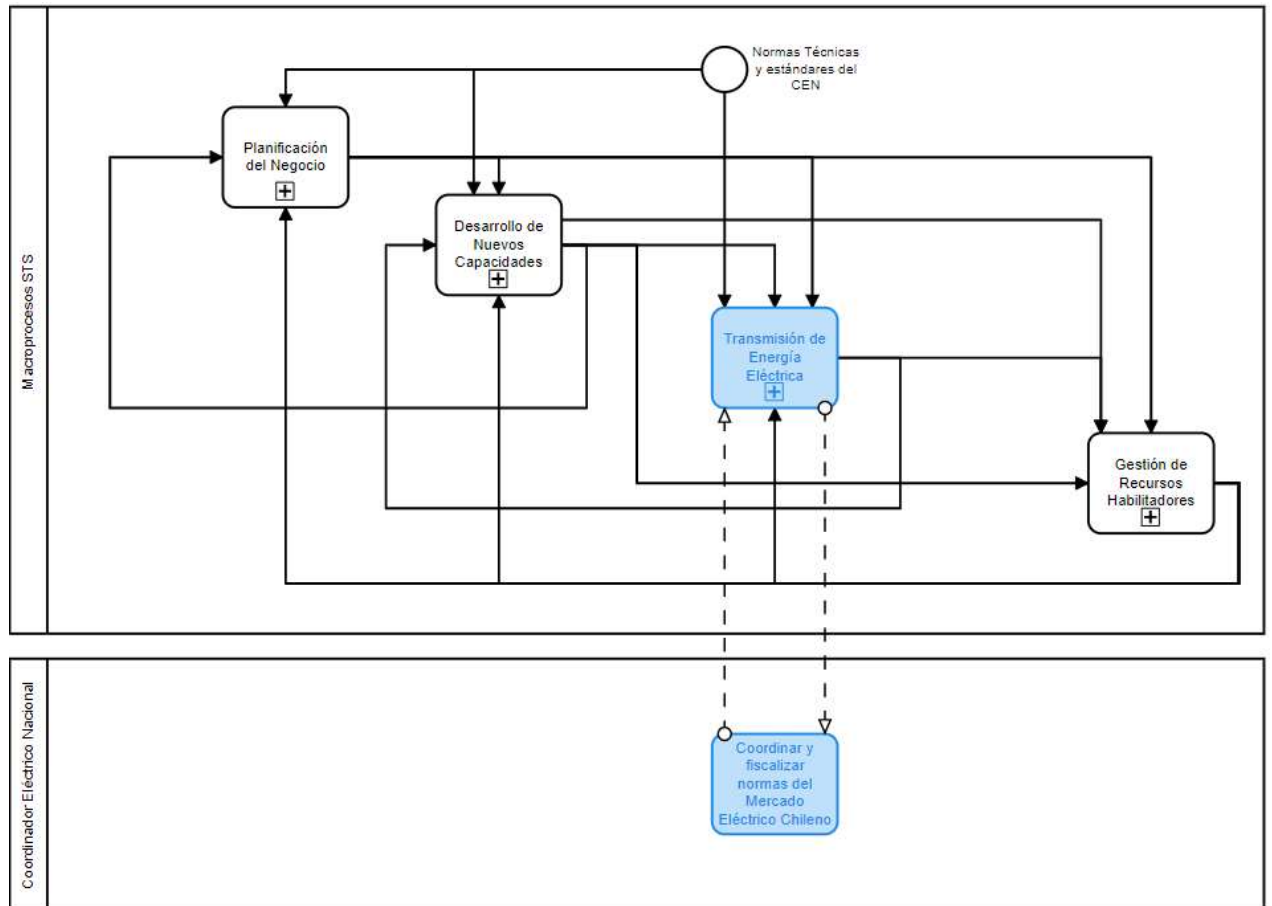 Macroprocesos STS
Normas Técnicas
y estándares del
CEN
Planificación
del Negocio
Desarrollo de
Nuevos
Capacidades
Transmisión de
Energía
Eléctrica
Gestión de
Recursos
Habilitadores
Coordinador Eléctrico Nacional
Coordinar y
fiscalizar
normas del
Mercado
Eléctrico Chileno